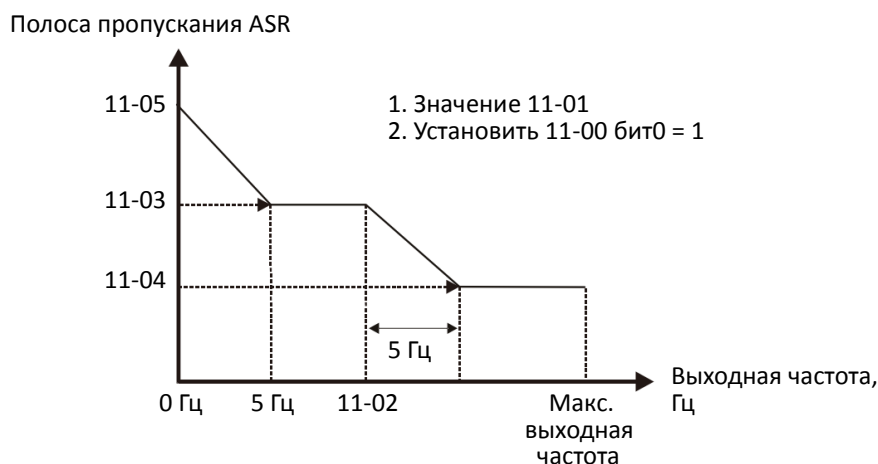 Полоса пропускания ASR
11-05
1. Значение 11-01
2. Установить 11-00 бит0 = 1
11-03
11-04
5 Гц
0 Гц
5 Гц
11-02
Макс.
выходная
частота
Выходная частота,
Гц